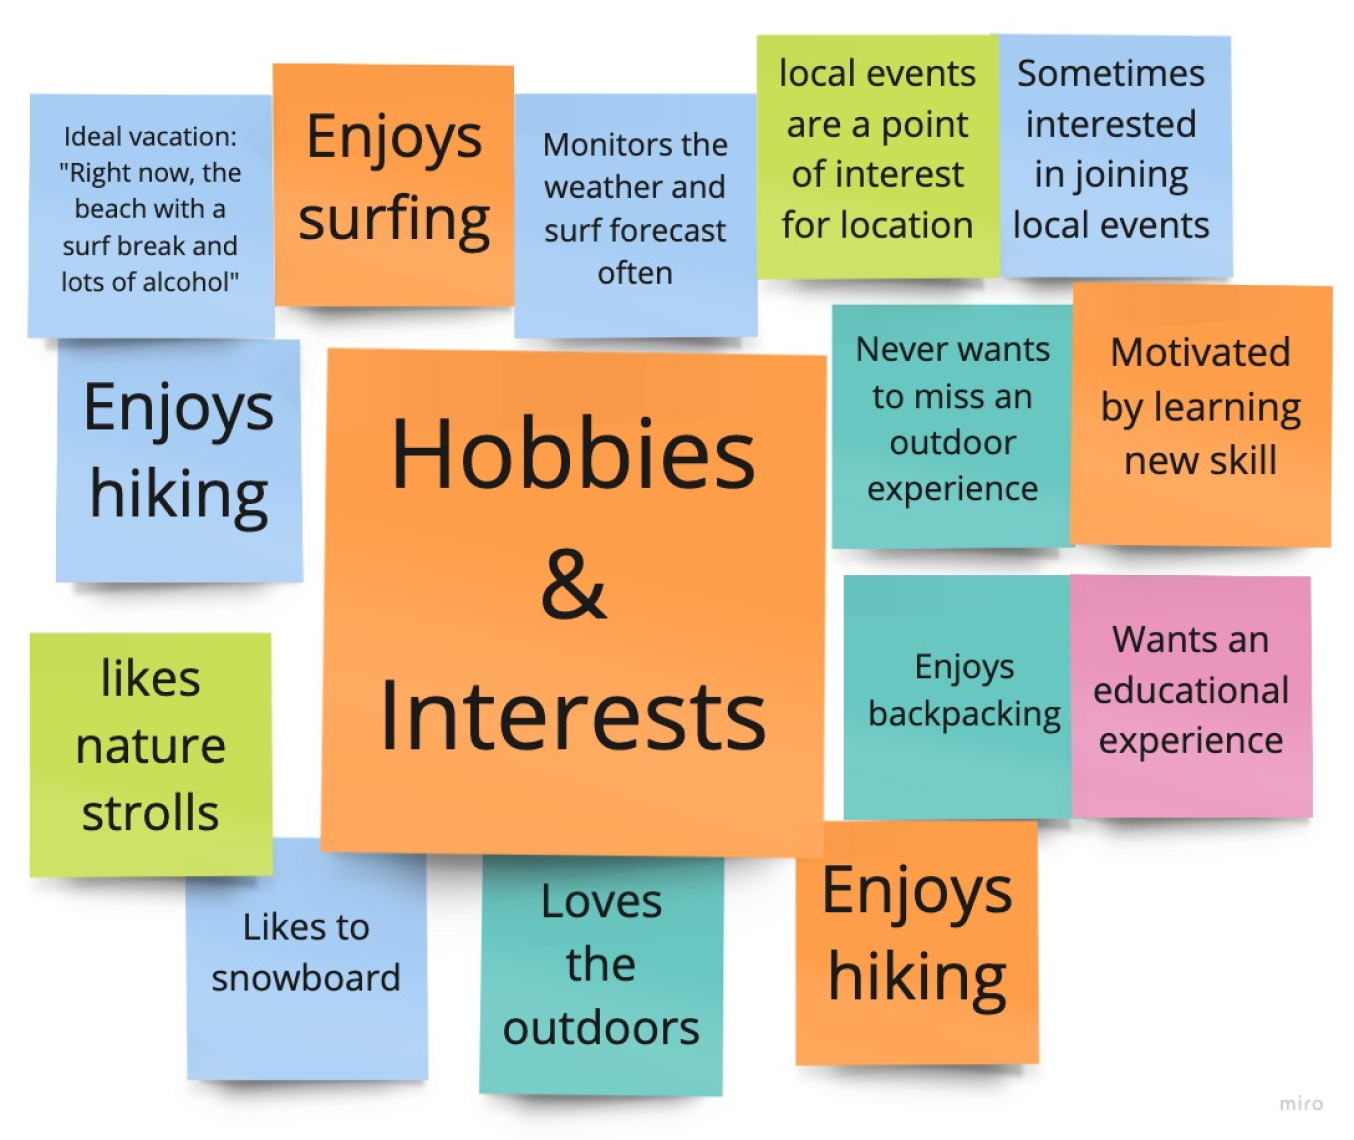 Ideal vacation:
"Right now, the
beach with a
surf break and
lots of alcohol"
Enjoys
surfing
Monitors the
weather and
surf forecast
often
local events
are a point
of interest
for location
Sometimes
interested
in joining
local events
Enjoys
hiking
Hobbies
&
Interests
Never wants
to miss an
outdoor
experience
Motivated
by learning
new skill
likes
nature
strolls
Enjoys
backpacking
Wants an
educational
experience
Likes to
snowboard
Loves
the
outdoors
Enjoys
hiking
miro